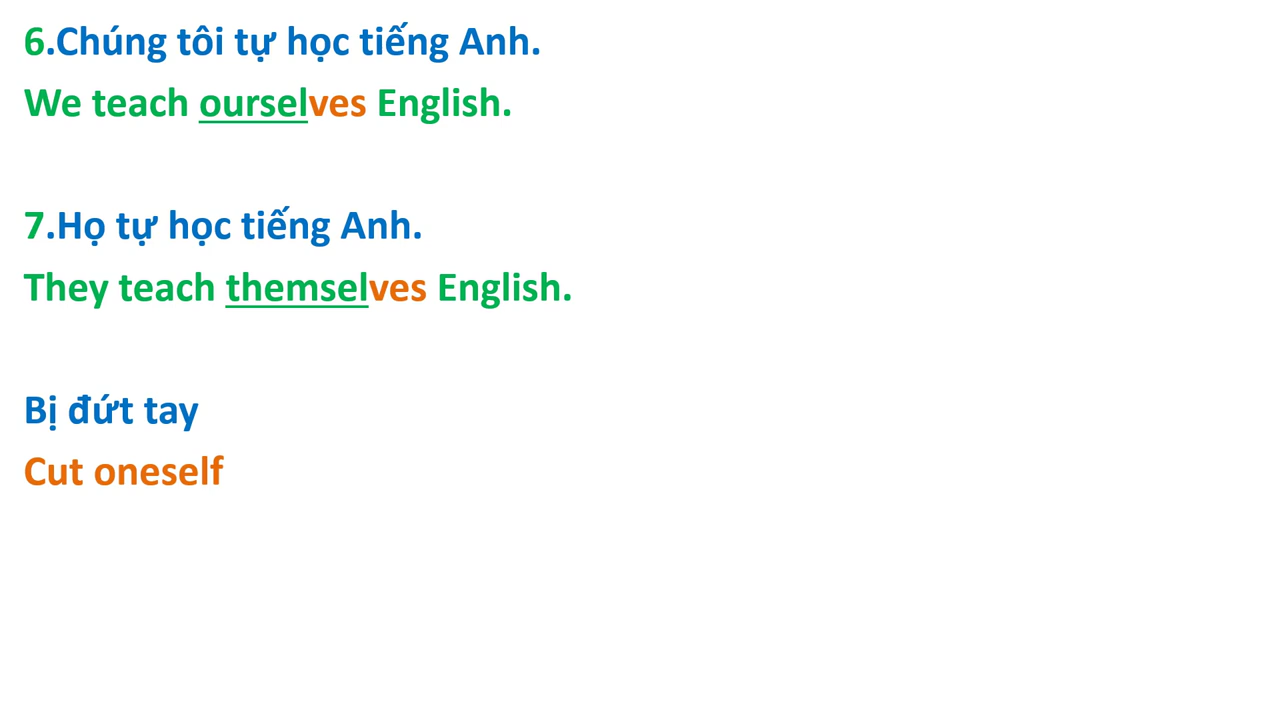 6.Chúng tôi tự học tiếng Anh.
We teach ourselves English.
7.Họ tự học tiếng Anh.
They teach themselves English.
Bị đứt tay
Cut oneself